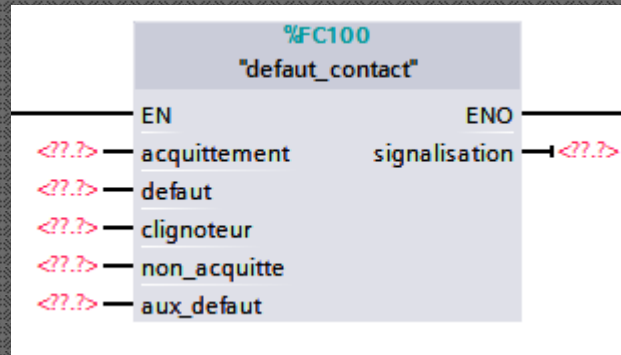 %FC100
"defaut_contact"
EN ENO
<??.?> acquittement signalisation <??.?>
<??.?> defaut
<??.?> clignoteur
<??.?> non_acquitte
<??.?> aux_defaut